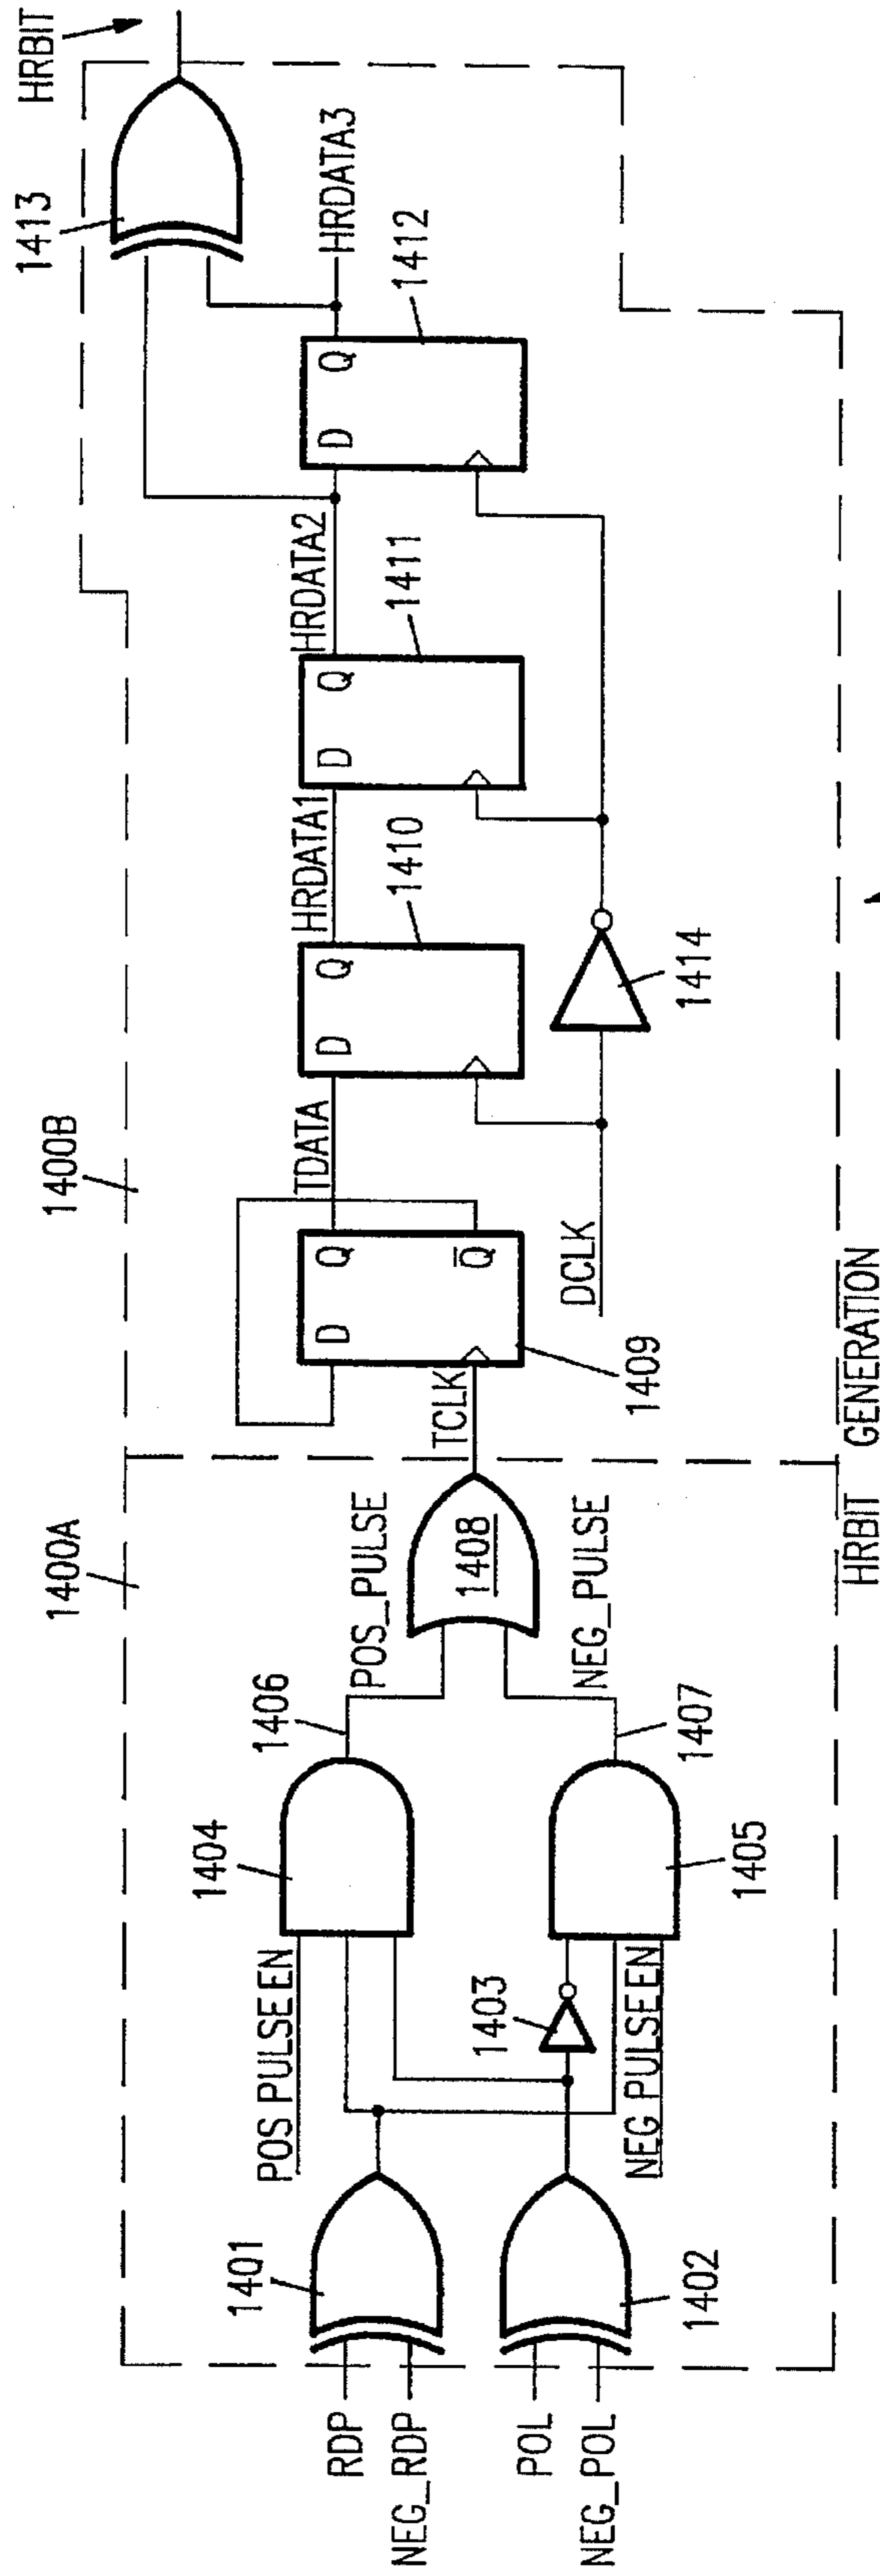 RDP
NEG_RDP
POL
NEG_POL
1401
1402
POS PULSE EN
NEG PULSE EN
1403
1404
1405
1406
1407
POS_PULSE
NEG_PULSE
1408
1400A
TCLK
D
Q
Q̅
1409
TDATA
1400B
DCLK
D
Q
1410
HRDATA1
1414
D
Q
1411
HRDATA2
D
Q
1412
HRDATA3
1413
HRBIT
HRBIT GENERATION